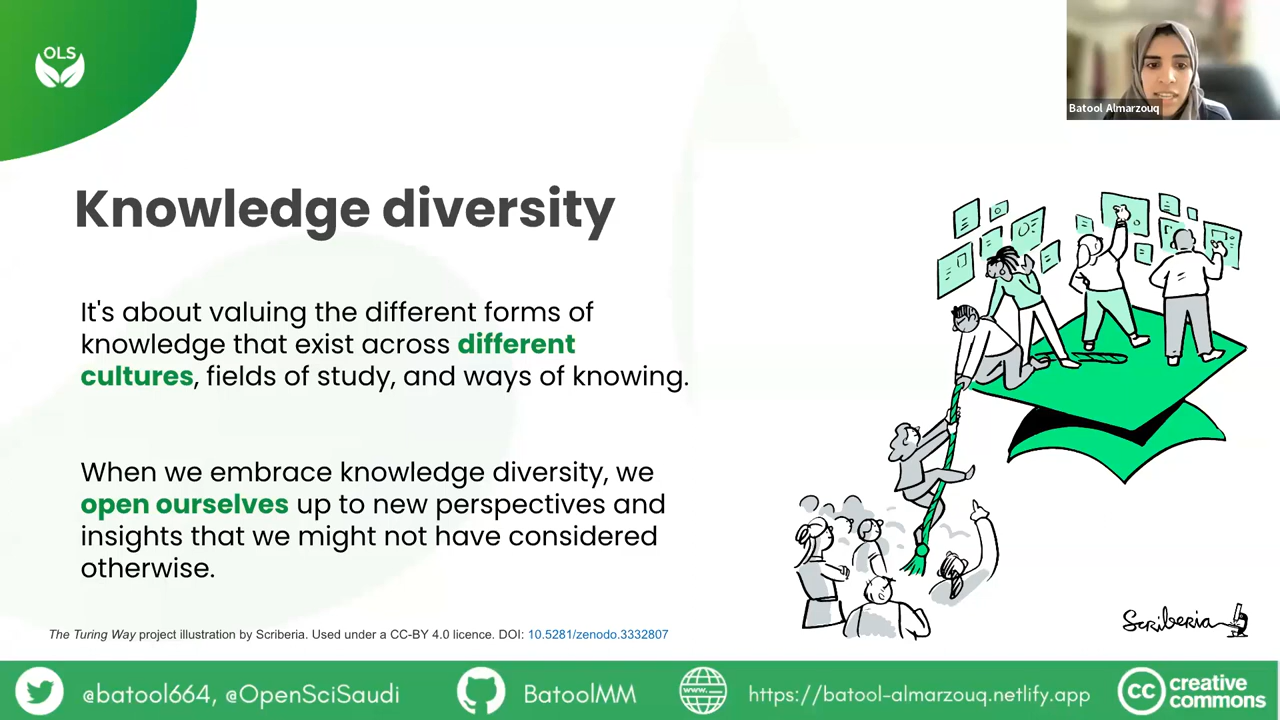 OLS
Batool Almarzouq
Knowledge diversity
It's about valuing the different forms of
knowledge that exist across different
cultures, fields of study, and ways of knowing.
When we embrace knowledge diversity, we
open ourselves up to new perspectives and
insights that we might not have considered
otherwise.
The Turing Way project illustration by Scriberia. Used under a CC-BY 4.0 licence. DOI: 10.5281/zenodo.3332807
Scriberia
@batool664, @OpenSciSaudi
BatoolMM
www
https://batool-almarzouq.netlify.app
cc
creative
commons